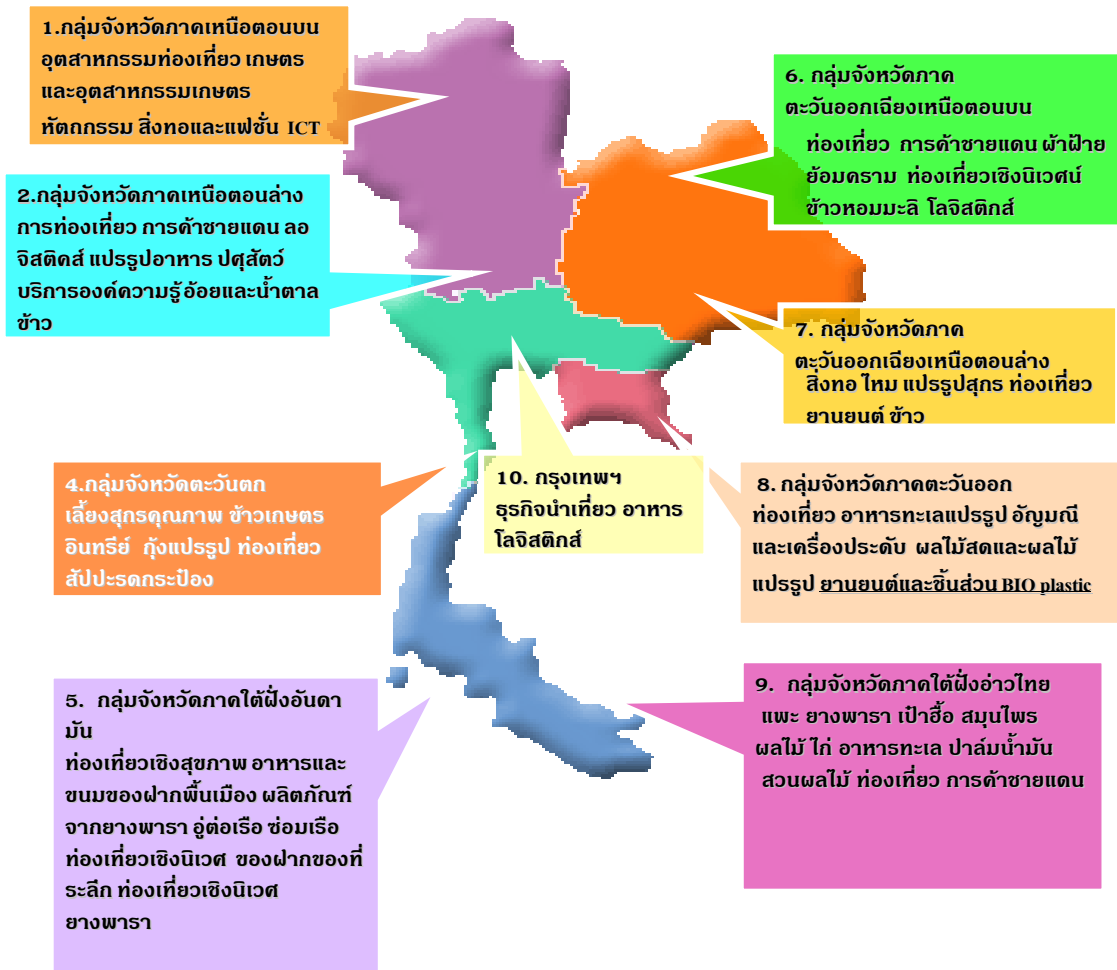 1.กลุ่มจังหวัดภาคเหนือตอนบน
อุตสาหกรรมท่องเที่ยว เกษตร
และอุตสาหกรรมเกษตร
หัตถกรรม สิ่งทอและแฟชั่น ICT
2.กลุ่มจังหวัดภาคเหนือตอนล่าง
การท่องเที่ยว การค้าชายแดน ลอ
จิสติคส์ แปรรูปอาหาร ปศุสัตว์
บริการองค์ความรู้ อ้อยและน้ำตาล
ข้าว
6. กลุ่มจังหวัดภาค
ตะวันออกเฉียงเหนือตอนบน
ท่องเที่ยว การค้าชายแดน ผ้าฝ้าย
ย้อมคราม ท่องเที่ยวเชิงนิเวศน์
ข้าวหอมมะลิ โลจิสติกส์
7. กลุ่มจังหวัดภาค
ตะวันออกเฉียงเหนือตอนล่าง
สิ่งทอ ไหม แปรรูปสุกร ท่องเที่ยว
ยานยนต์ ข้าว
4.กลุ่มจังหวัดตะวันตก
เลี้ยงสุกรคุณภาพ ข้าวเกษตร
อินทรีย์ กุ้งแปรรูป ท่องเที่ยว
สัปปะรดกระป๋อง
10. กรุงเทพฯ
ธุรกิจนำเที่ยว อาหาร
โลจิสติกส์
8. กลุ่มจังหวัดภาคตะวันออก
ท่องเที่ยว อาหารทะเลแปรรูป อัญมณี
และเครื่องประดับ ผลไม้สดและผลไม้
แปรรูป ยานยนต์และชิ้นส่วน BIO plastic
5. กลุ่มจังหวัดภาคใต้ฝั่งอันดา
มัน
ท่องเที่ยวเชิงสุขภาพ อาหารและ
ขนมของฝากพื้นเมือง ผลิตภัณฑ์
จากยางพารา อู่ต่อเรือ ซ่อมเรือ
ท่องเที่ยวเชิงนิเวศ ของฝากของที่
ระลึก ท่องเที่ยวเชิงนิเวศ
ยางพารา
9. กลุ่มจังหวัดภาคใต้ฝั่งอ่าวไทย
แพะ ยางพารา เป๋าฮื้อ สมุนไพร
ผลไม้ ไก่ อาหารทะเล ปาล์มน้ำมัน
สวนผลไม้ ท่องเที่ยว การค้าชายแดน